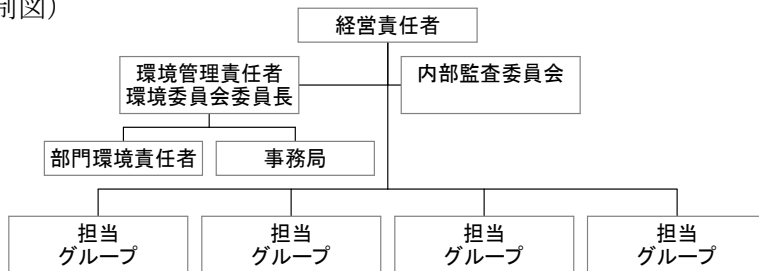 制図）
経営責任者
環境管理責任者
環境委員会委員長
内部監査委員会
部門環境責任者
事務局
担当
グループ
担当
グループ
担当
グループ
担当
グループ